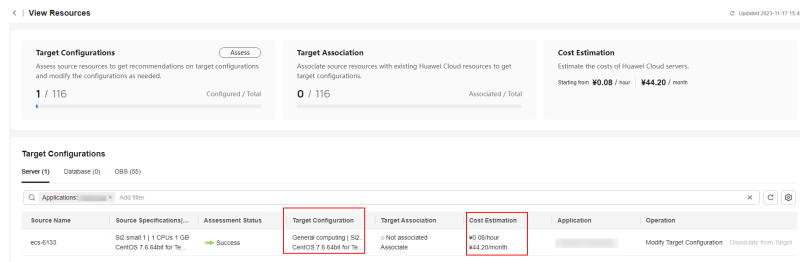 View Resources
Updated 2023-11-17 15:4
Target Configurations
Assess
Assess source resources to get recommendations on target configurations
and modify the configurations as needed.
1 / 116
Configured / Total
Target Association
Associate source resources with existing Huawei Cloud resources to get
target configurations.
0 / 116
Associated / Total
Cost Estimation
Estimate the costs of Huawei Cloud servers.
Starting from ¥0.08 / hour ¥44.20 / month
Target Configurations
Server (1) Database (0) OBS (55)
Applications: × Add filter
Source Name Source Specifications|... Assessment Status Target Configuration Target Association Cost Estimation Application Operation
ecs-6133 Si2.small.1 | 1 CPUs 1 GB Success General computing | Si2... Not associated ¥0.08/hour Modify Target Configuration Dissociate from Target
CentOS 7.6 64bit for Te... CentOS 7.6 64bit for Te... Associate ¥44.20/month